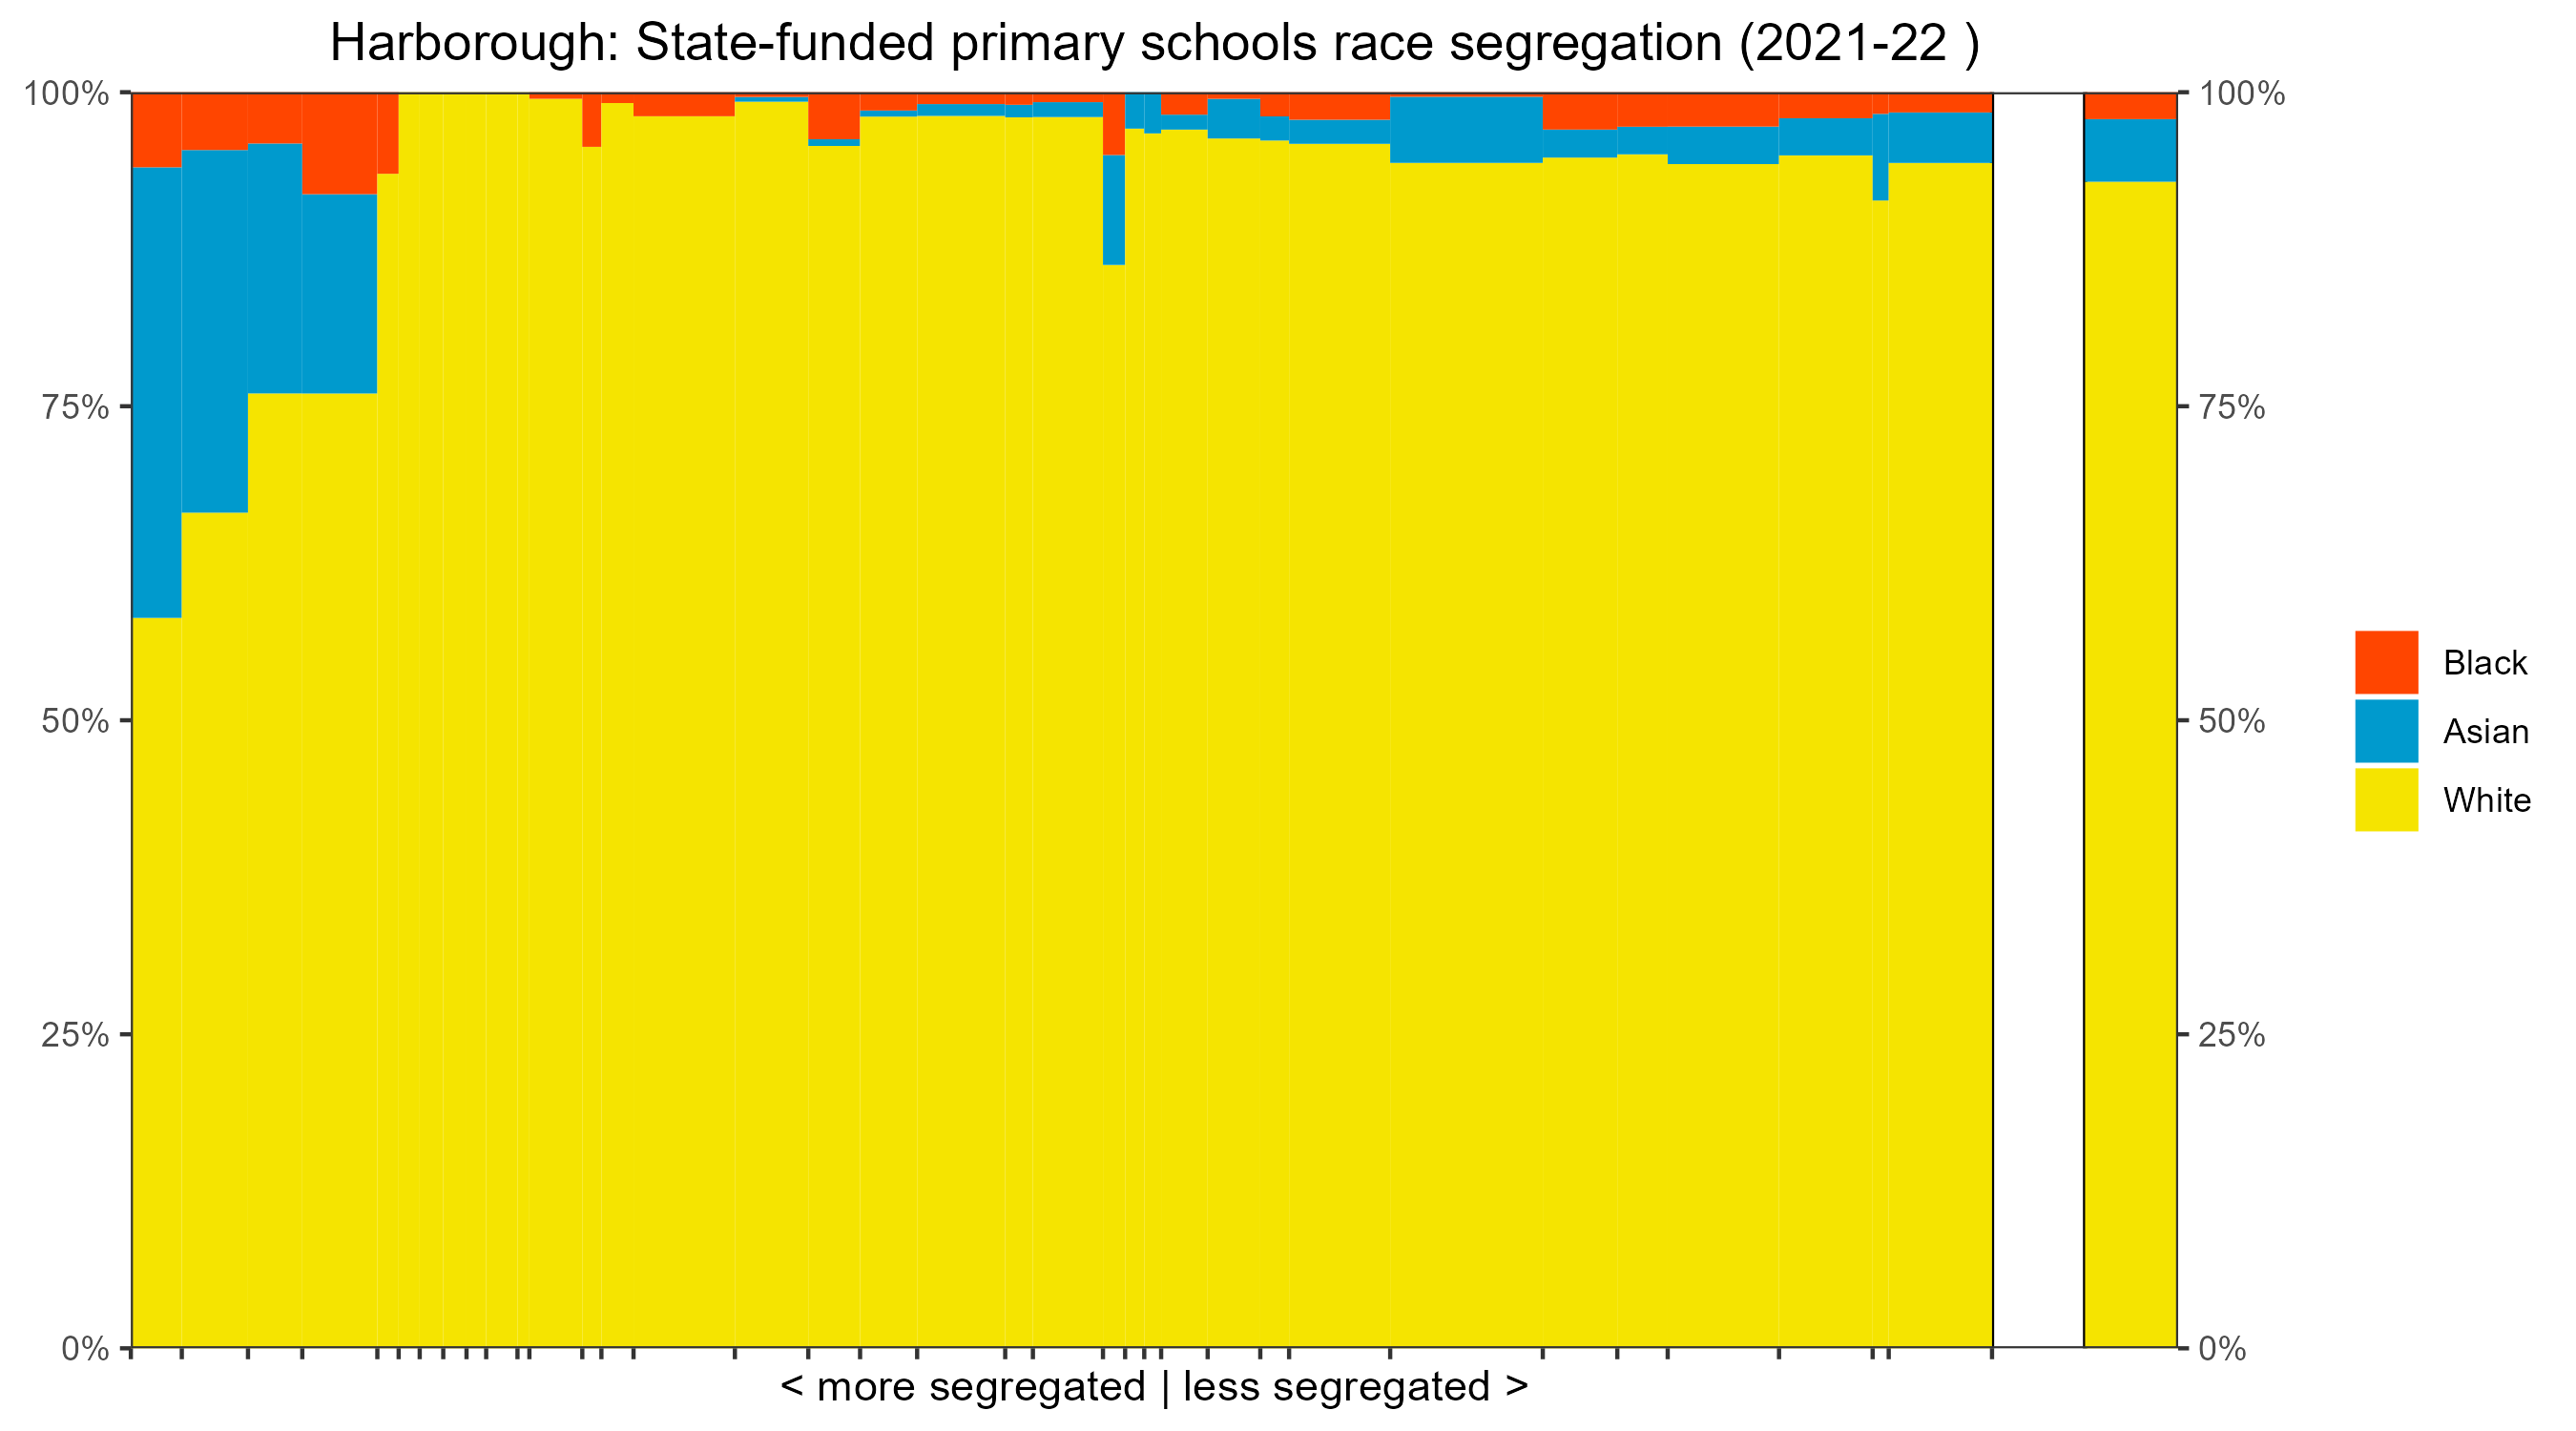 Harborough: State-funded primary schools race segregation (2021-22 )
100%
75%
50%
25%
0%
100%
75%
50%
25%
0%
Black
Asian
White
< more segregated | less segregated >